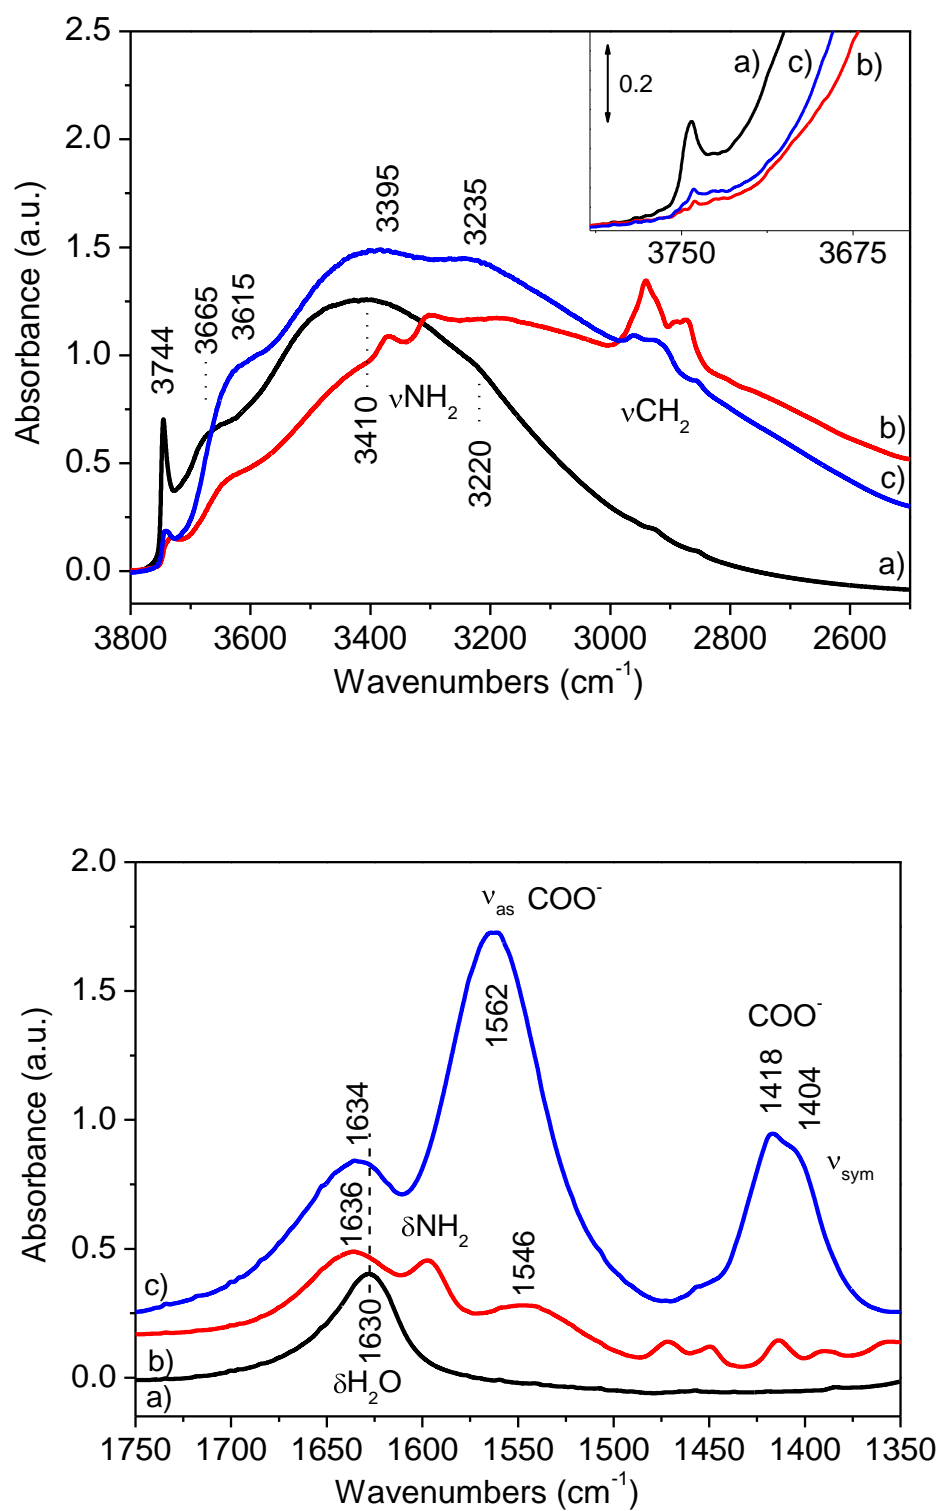 2.5
2.0
1.5
1.0
0.5
0.0
Absorbance (a.u.)
3800 3600 3400 3200 3000 2800 2600
Wavenumbers (cm⁻¹)
3744
3665
3615
3395
3235
3410
3220
νNH₂
νCH₂
b)
c)
a)
0.2
a) c) b)
3750 3675
2.0
1.5
1.0
0.5
0.0
Absorbance (a.u.)
νas COO⁻
1562
COO⁻
1418
1404
νsym
1634
1636
δNH₂
1546
1630
δH₂O
c)
b)
a)
1750 1700 1650 1600 1550 1500 1450 1400 1350
Wavenumbers (cm⁻¹)